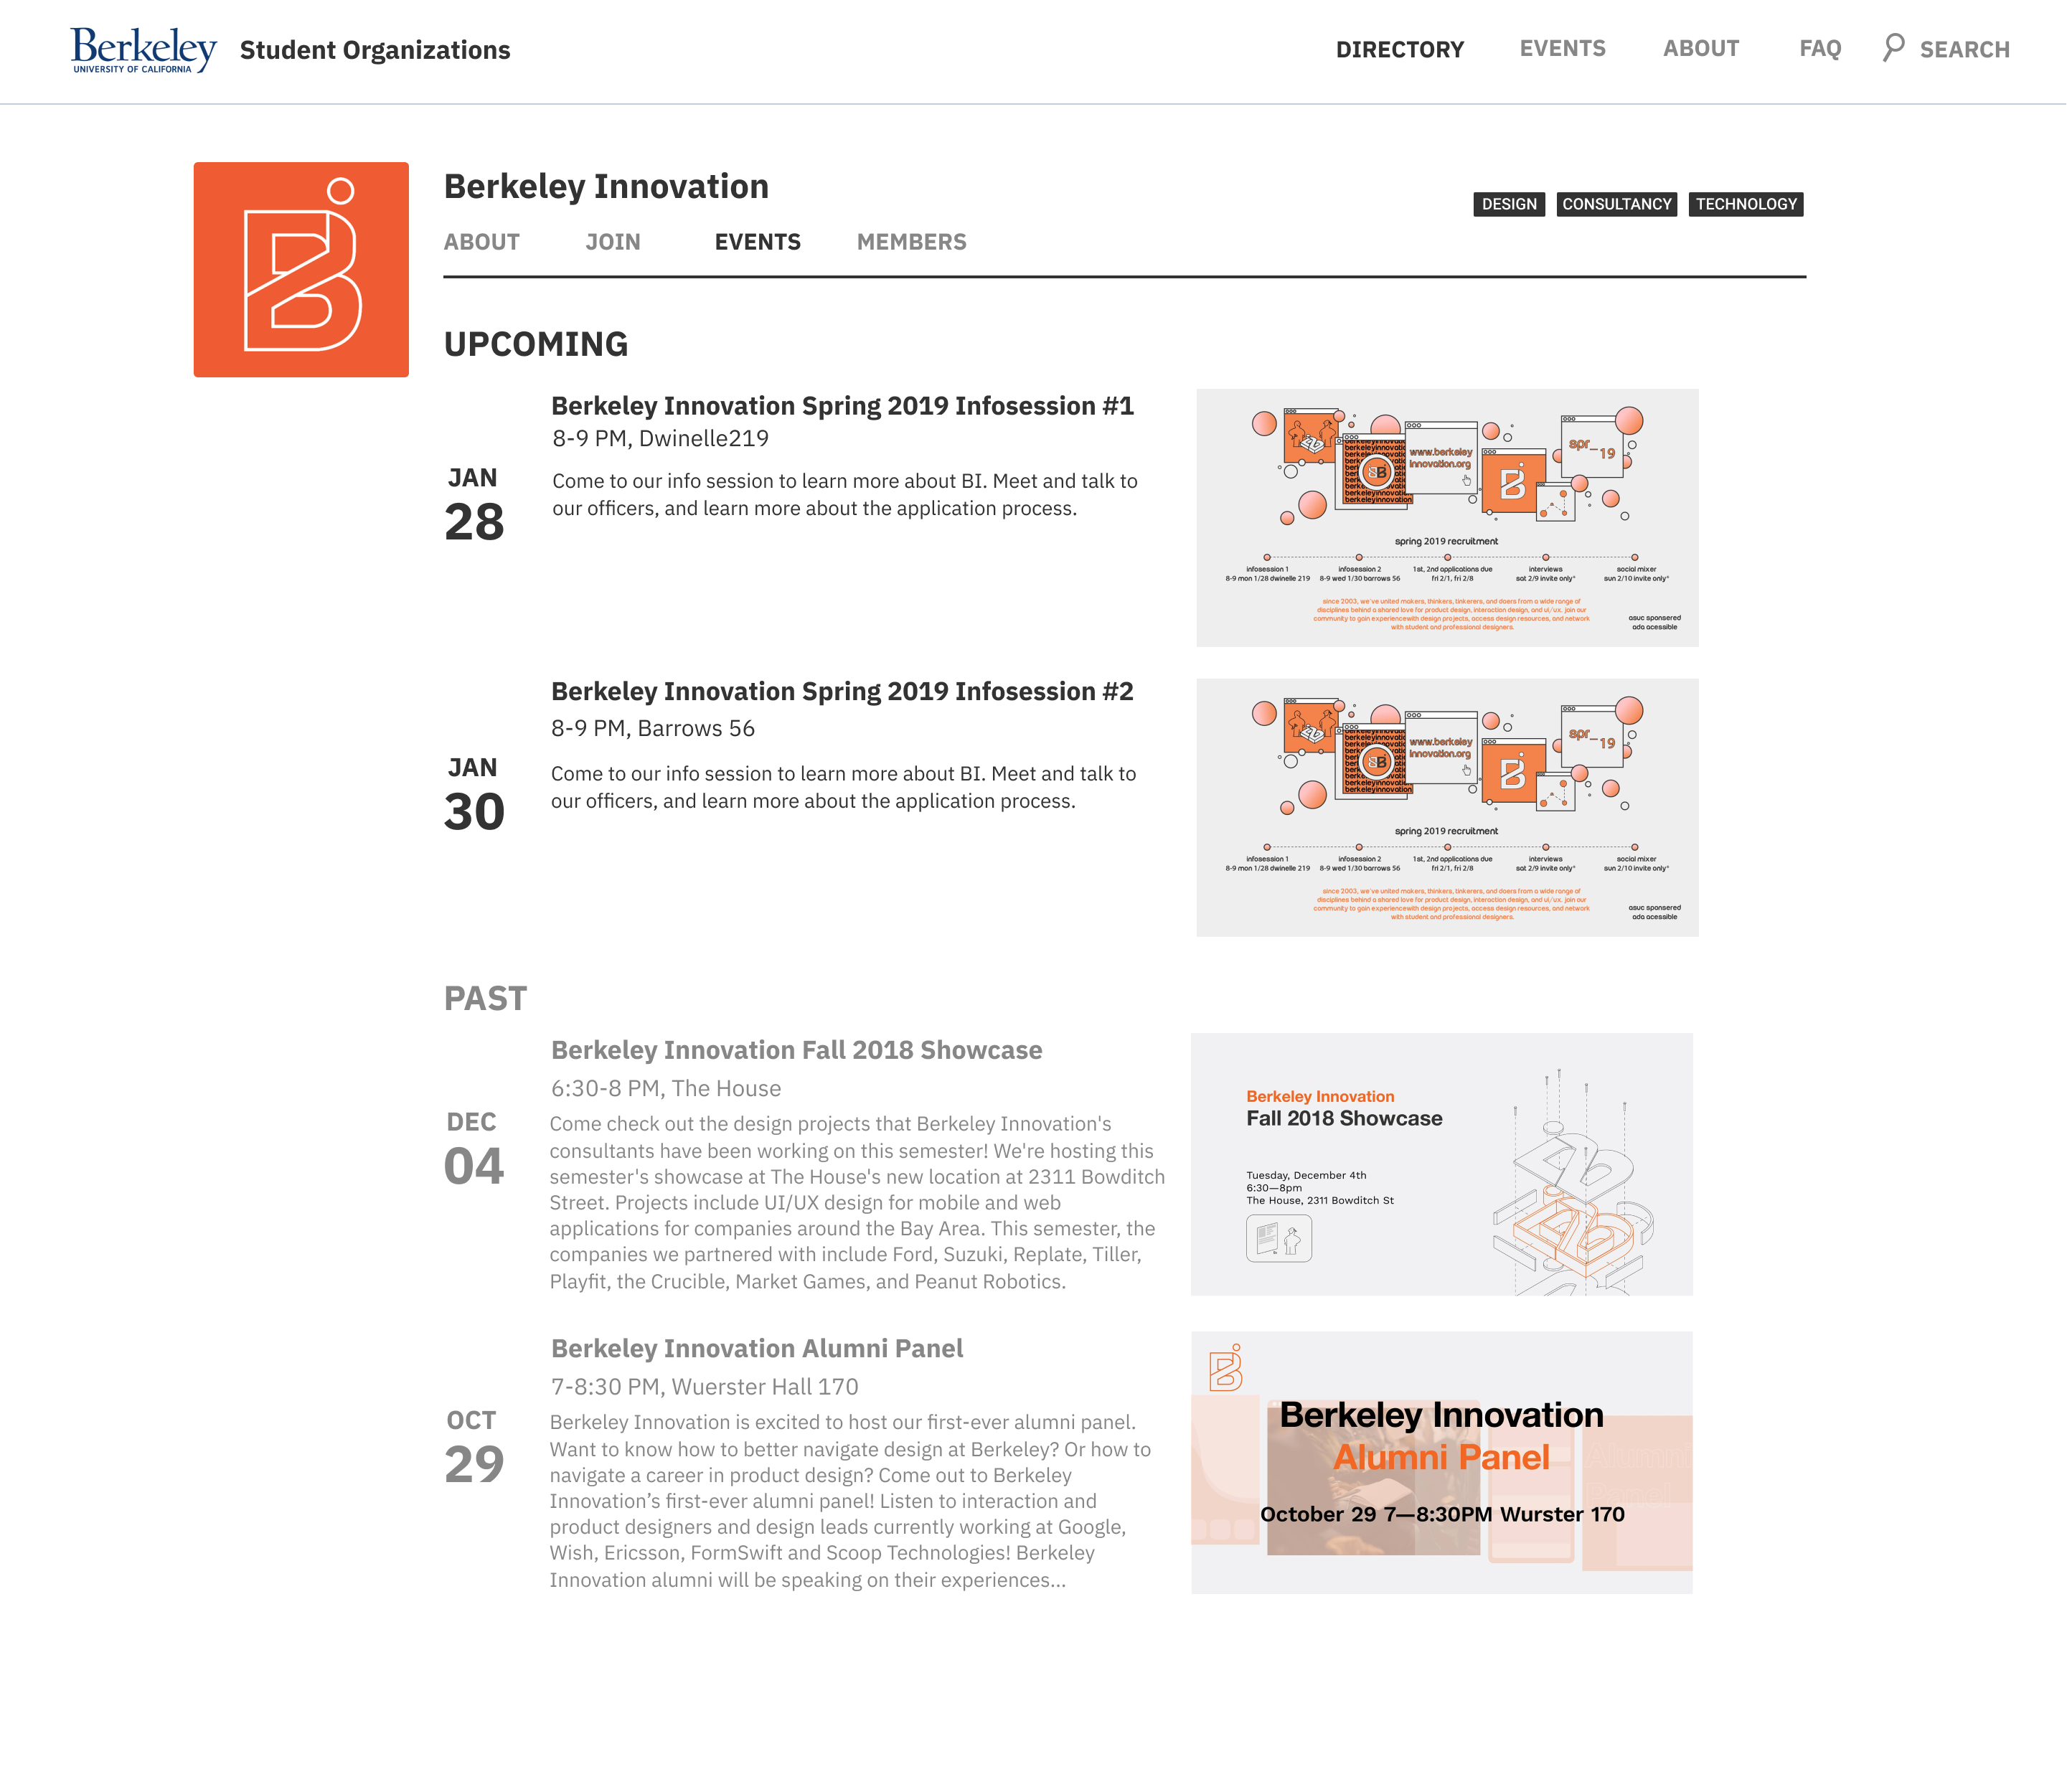 Berkeley
UNIVERSITY OF CALIFORNIA
Student Organizations
DIRECTORY
EVENTS
ABOUT
FAQ
SEARCH
Berkeley Innovation
DESIGN
CONSULTANCY
TECHNOLOGY
ABOUT
JOIN
EVENTS
MEMBERS
UPCOMING
JAN
28
Berkeley Innovation Spring 2019 Infosession #1
8-9 PM, Dwinelle219
Come to our info session to learn more about BI. Meet and talk to
our officers, and learn more about the application process.
www.berkeley
innovation.org
spr_19
berkeleyinnovation
spring 2019 recruitment
infosession 1
8-9 mon 1/28 dwinelle 219
infosession 2
8-9 wed 1/30 barrows 56
1st, 2nd applications due
fri 2/1, fri 2/8
interviews
sat 2/9 invite only*
social mixer
sun 2/10 invite only*
since 2003, we've united makers, thinkers, tinkerers, and doers from a wide range of
disciplines behind a shared love for product design, interaction design, and ui/ux. join our
community to gain experiencewith design projects, access design resources, and network
with student and professional designers.
asuc sponsered
ada acessible
JAN
30
Berkeley Innovation Spring 2019 Infosession #2
8-9 PM, Barrows 56
Come to our info session to learn more about BI. Meet and talk to
our officers, and learn more about the application process.
www.berkeley
innovation.org
spr_19
berkeleyinnovation
spring 2019 recruitment
infosession 1
8-9 mon 1/28 dwinelle 219
infosession 2
8-9 wed 1/30 barrows 56
1st, 2nd applications due
fri 2/1, fri 2/8
interviews
sat 2/9 invite only*
social mixer
sun 2/10 invite only*
since 2003, we've united makers, thinkers, tinkerers, and doers from a wide range of
disciplines behind a shared love for product design, interaction design, and ui/ux. join our
community to gain experiencewith design projects, access design resources, and network
with student and professional designers.
asuc sponsered
ada acessible
PAST
DEC
04
Berkeley Innovation Fall 2018 Showcase
6:30-8 PM, The House
Come check out the design projects that Berkeley Innovation's
consultants have been working on this semester! We're hosting this
semester's showcase at The House's new location at 2311 Bowditch
Street. Projects include UI/UX design for mobile and web
applications for companies around the Bay Area. This semester, the
companies we partnered with include Ford, Suzuki, Replate, Tiller,
Playfit, the Crucible, Market Games, and Peanut Robotics.
Berkeley Innovation
Fall 2018 Showcase
Tuesday, December 4th
6:30—8pm
The House, 2311 Bowditch St
OCT
29
Berkeley Innovation Alumni Panel
7-8:30 PM, Wuerster Hall 170
Berkeley Innovation is excited to host our first-ever alumni panel.
Want to know how to better navigate design at Berkeley? Or how to
navigate a career in product design? Come out to Berkeley
Innovation’s first-ever alumni panel! Listen to interaction and
product designers and design leads currently working at Google,
Wish, Ericsson, FormSwift and Scoop Technologies! Berkeley
Innovation alumni will be speaking on their experiences...
Berkeley Innovation
Alumni Panel
October 29 7—8:30PM Wurster 170